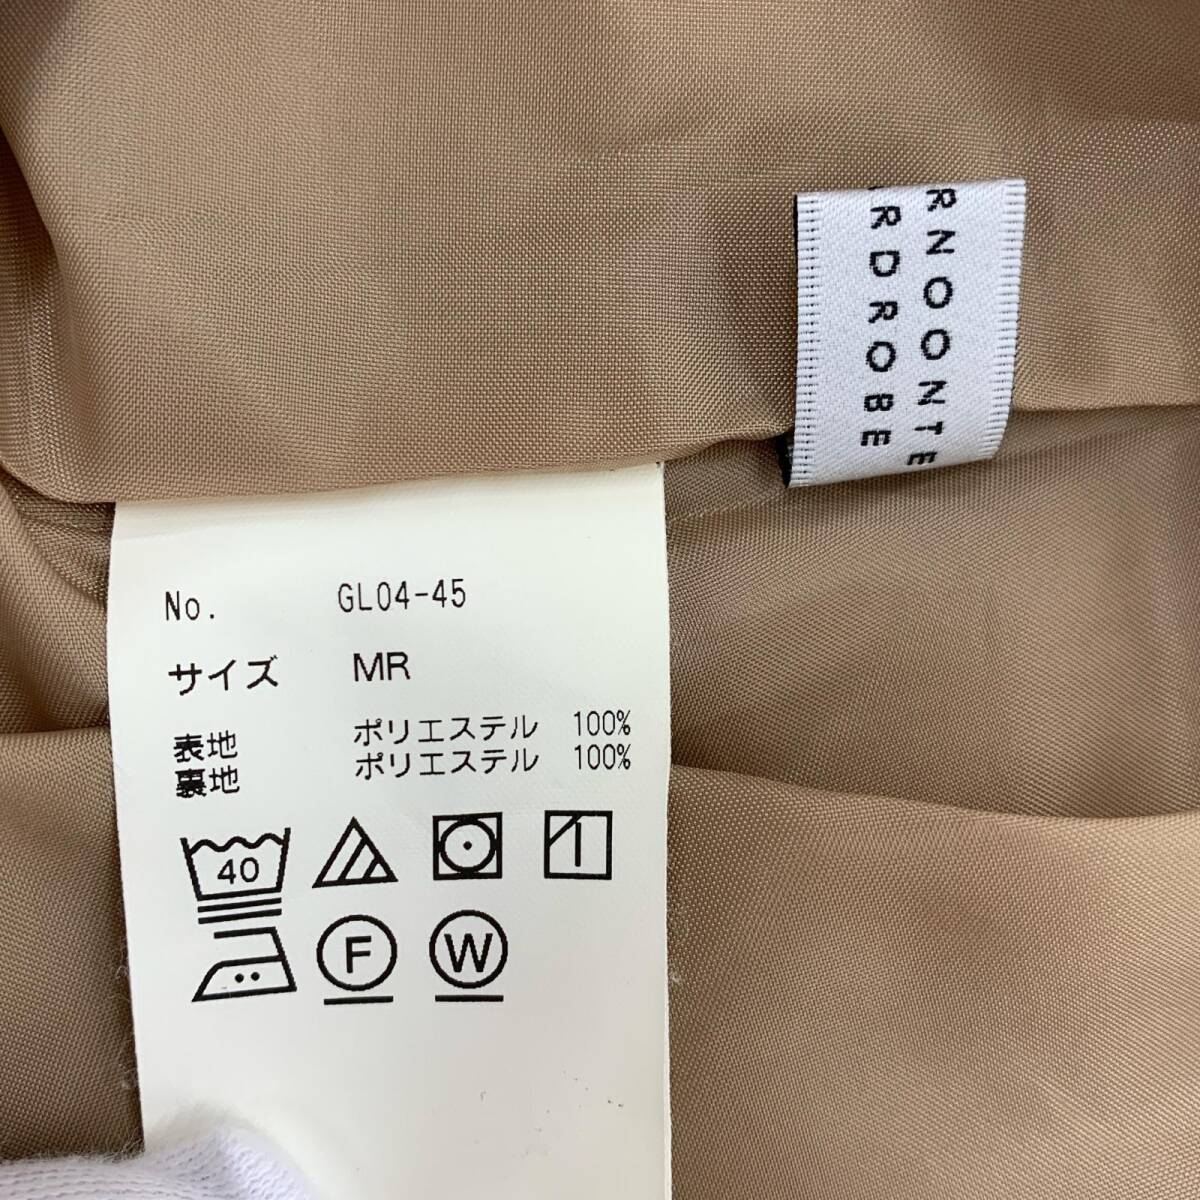 RNOONTE
RDROBE
No. GL04-45
サイズ MR
表地 ポリエステル 100%
裏地 ポリエステル 100%
40
F W